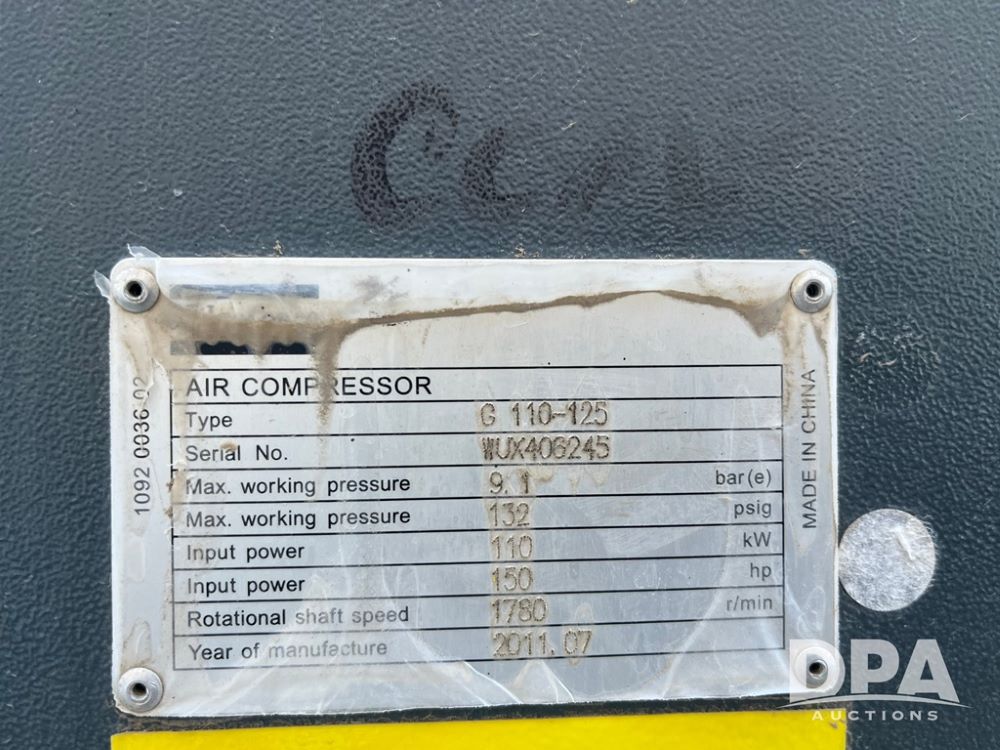 AIR COMPRESSOR
Type G 110-125
Serial No. WUX406245
Max. working pressure 9.1 bar(e)
Max. working pressure 132 psig
Input power 110 kW
Input power 150 hp
Rotational shaft speed 1780 r/min
Year of manufacture 2011.07
1092 0036 02
MADE IN CHINA
DPA
AUCTIONS